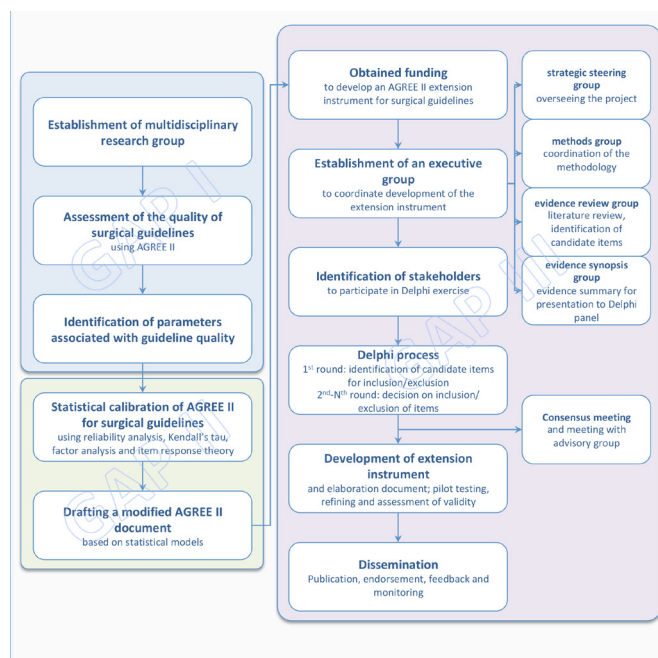 Establishment of multidisciplinary
research group
Assessment of the quality of
surgical guidelines
using AGREE II
Identification of parameters
associated with guideline quality
GAP I
Statistical calibration of AGREE II
for surgical guidelines
using reliability analysis, Kendall's tau,
factor analysis and item response theory
Drafting a modified AGREE II
document
based on statistical models
GAP II
Obtained funding
to develop an AGREE II extension
instrument for surgical guidelines
Establishment of an executive
group
to coordinate development of the
extension instrument
strategic steering
group
overseeing the project
methods group
coordination of the
methodology
evidence review group
literature review,
identification of
candidate items
evidence synopsis
group
evidence summary for
presentation to Delphi
panel
Identification of stakeholders
to participate in Delphi exercise
Delphi process
1st round: identification of candidate items
for inclusion/exclusion
2nd-Nth round: decision on inclusion/
exclusion of items
Consensus meeting
and meeting with
advisory group
Development of extension
instrument
and elaboration document; pilot testing,
refining and assessment of validity
Dissemination
Publication, endorsement, feedback and
monitoring
GAP III